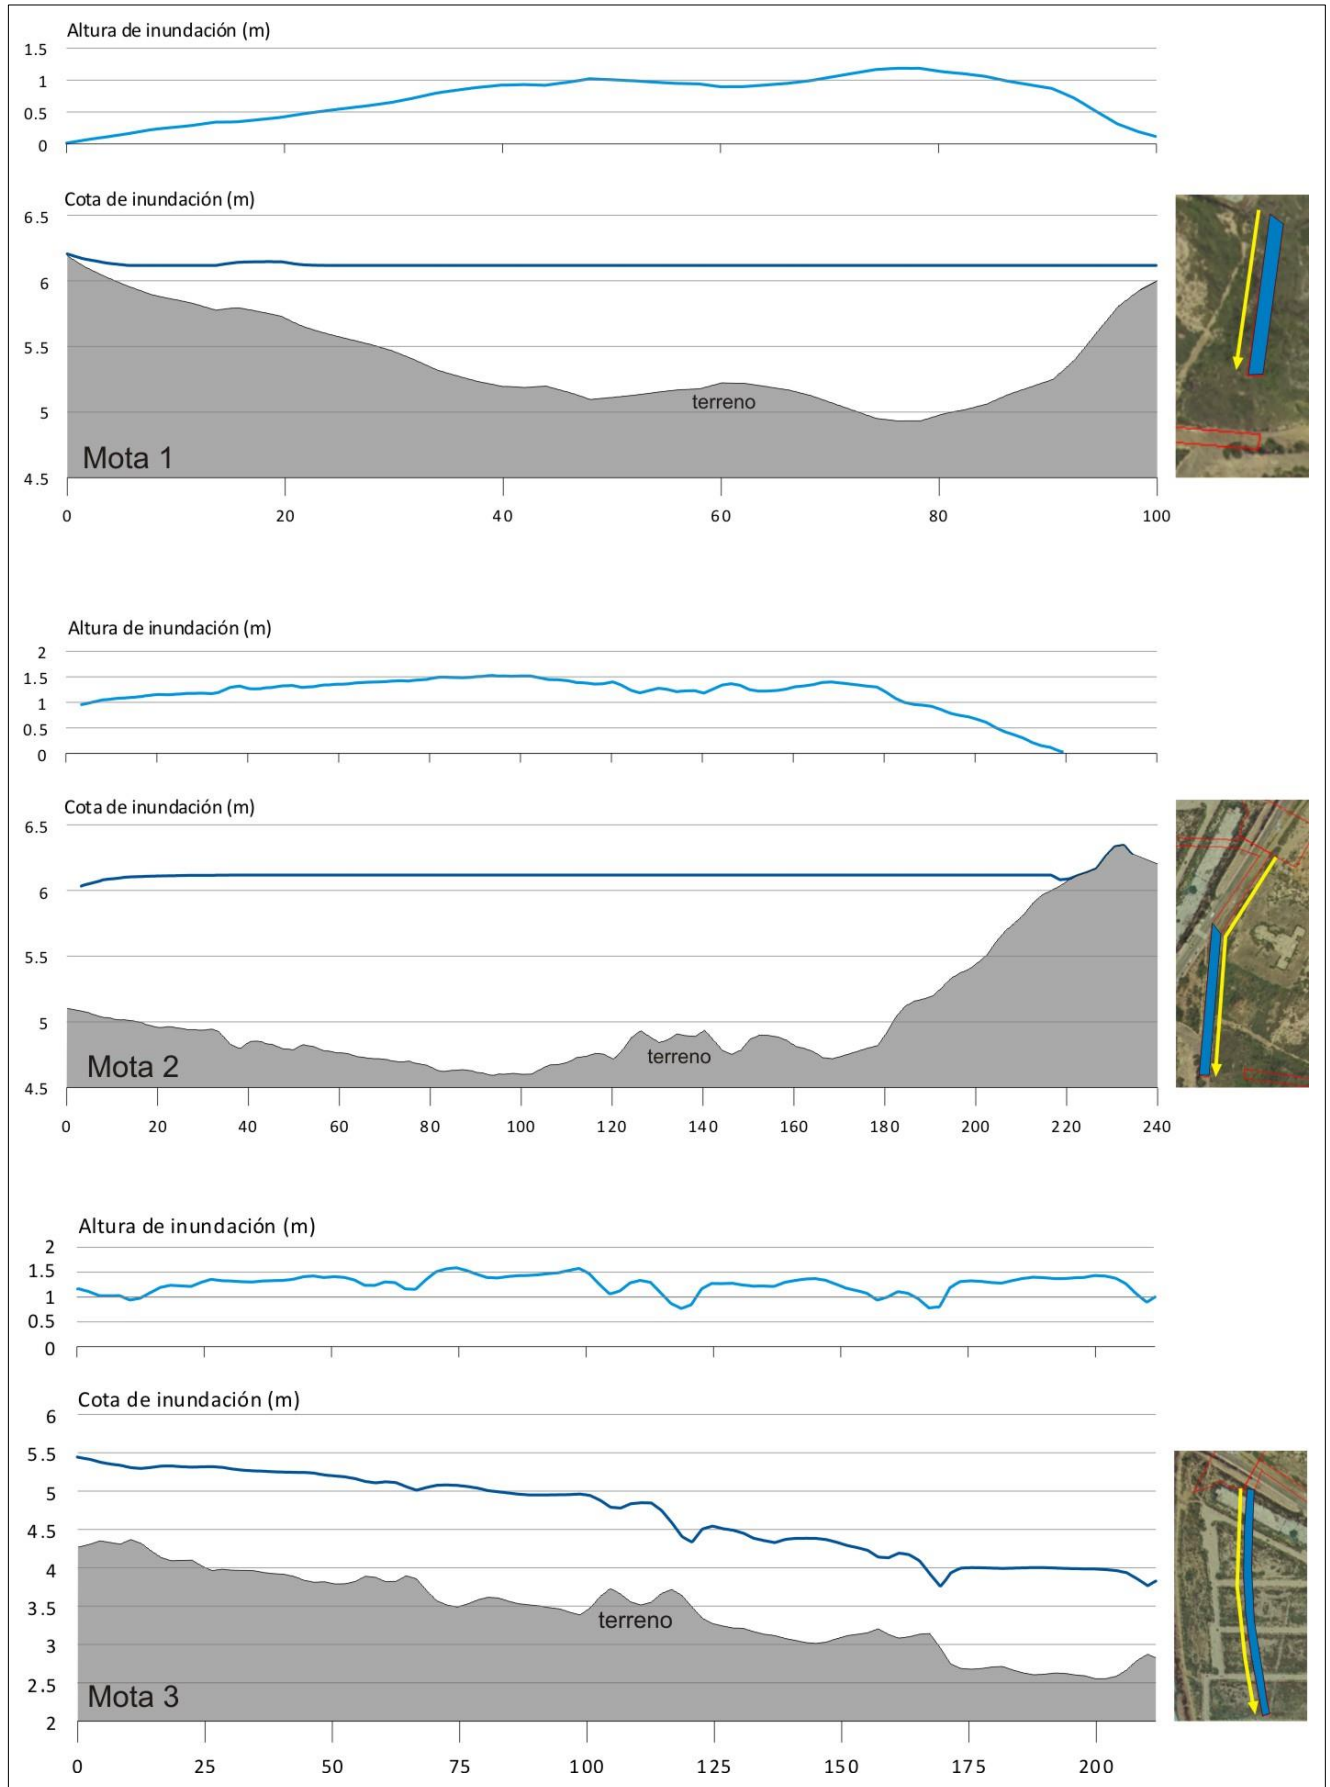 Altura de inundación (m)
1.5
1
0.5
0
Cota de inundación (m)
6.5
6
5.5
5
4.5
terreno
Mota 1
0 20 40 60 80 100
Altura de inundación (m)
2
1.5
1
0.5
0
Cota de inundación (m)
6.5
6
5.5
5
4.5
terreno
Mota 2
0 20 40 60 80 100 120 140 160 180 200 220 240
Altura de inundación (m)
2
1.5
1
0.5
0
Cota de inundación (m)
6
5.5
5
4.5
4
3.5
3
2.5
2
terreno
Mota 3
0 25 50 75 100 125 150 175 200